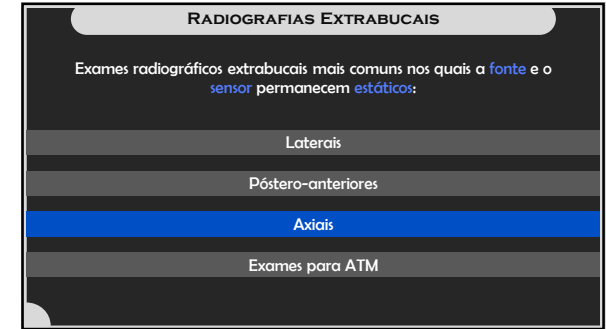 Radiografias Extrabucais
Exames radiográficos extrabucais mais comuns nos quais a fonte e o
sensor permanecem estáticos:
Laterais
Póstero-anteriores
Axiais
Exames para ATM